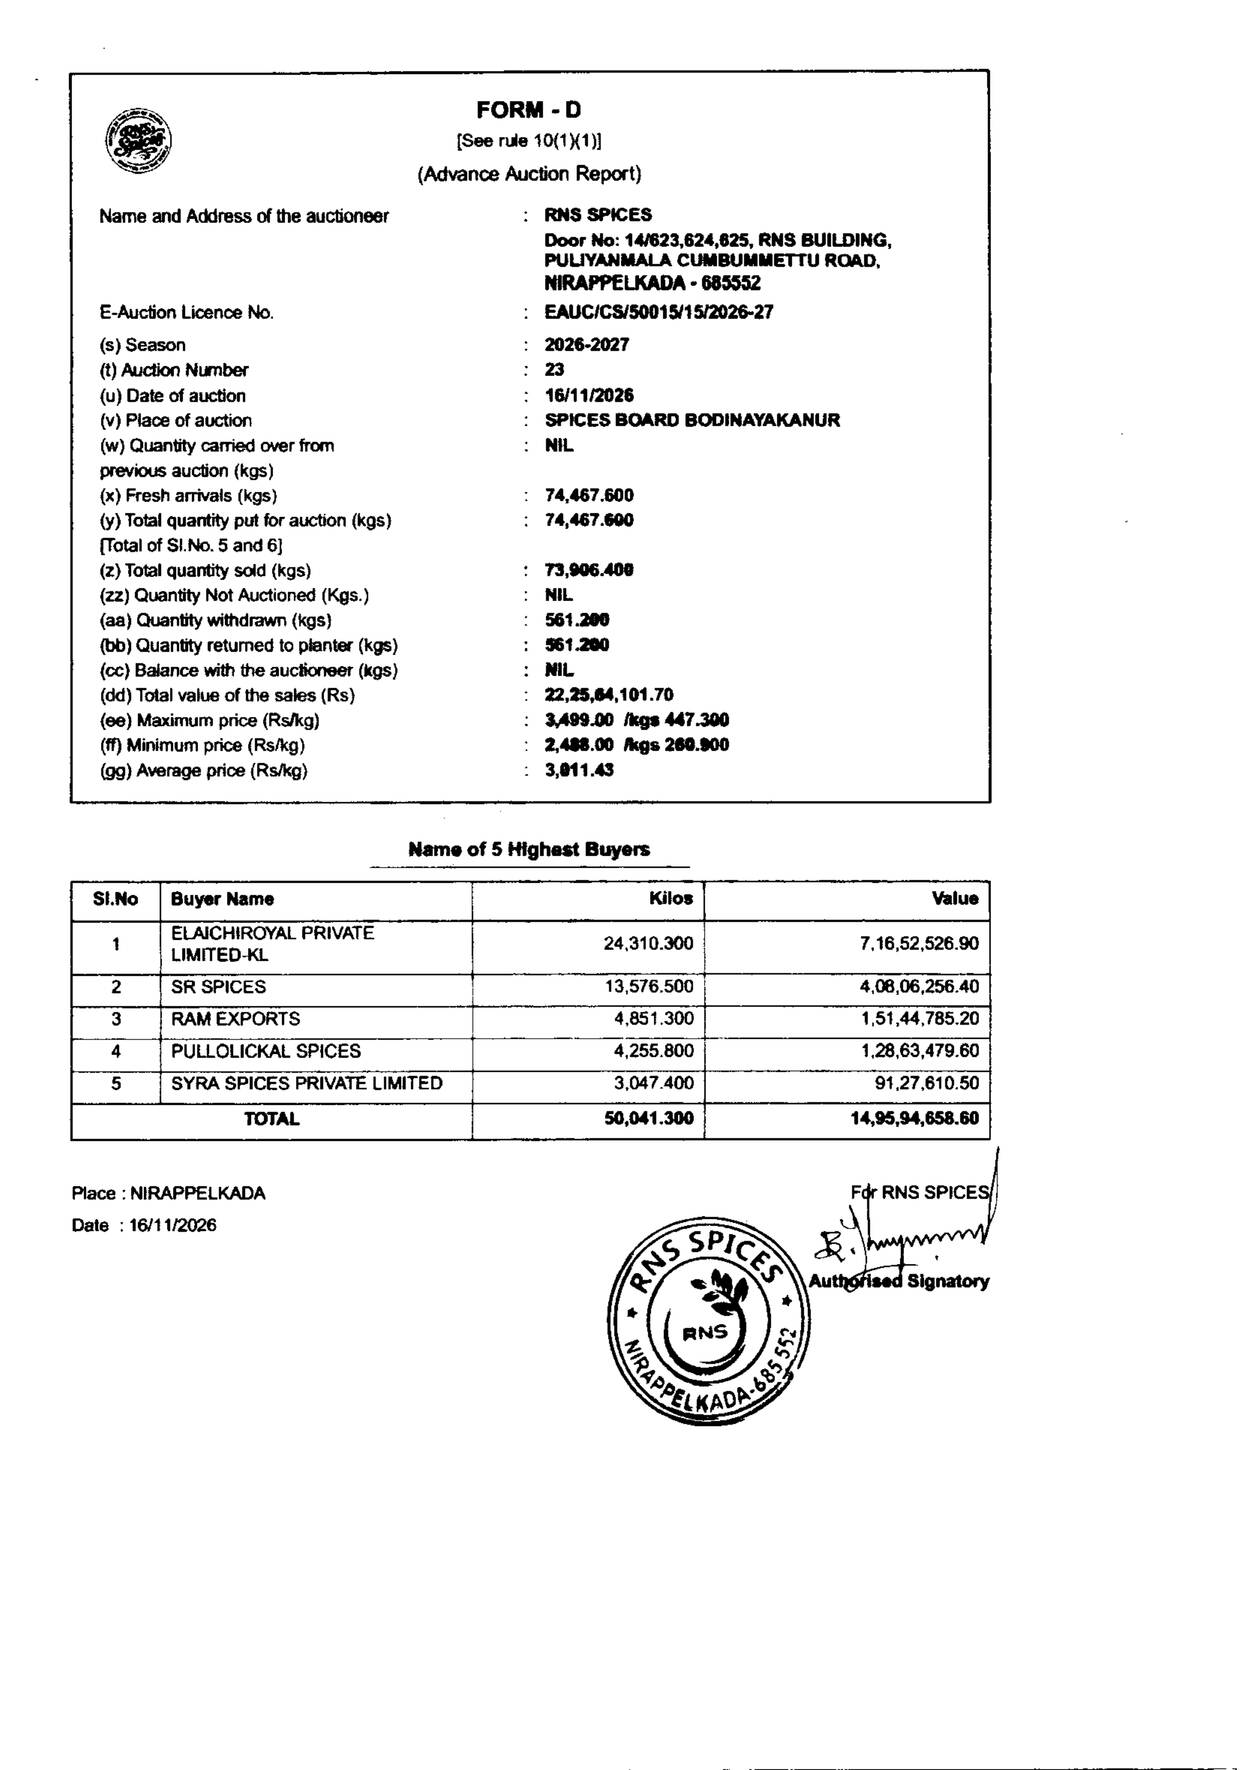 RNS
Spices
FORM - D
[See rule 10(1)(1)]
(Advance Auction Report)
Name and Address of the auctioneer : RNS SPICES
Door No: 14/623,624,625, RNS BUILDING,
PULIYANMALA CUMBUMMETTU ROAD,
NIRAPPELKADA - 685552
E-Auction Licence No. : EAUC/CS/50015/15/2026-27
(s) Season : 2026-2027
(t) Auction Number : 23
(u) Date of auction : 16/11/2026
(v) Place of auction : SPICES BOARD BODINAYAKANUR
(w) Quantity carried over from : NIL
previous auction (kgs)
(x) Fresh arrivals (kgs) : 74,467.600
(y) Total quantity put for auction (kgs) : 74,467.600
[Total of Sl.No. 5 and 6]
(z) Total quantity sold (kgs) : 73,906.400
(zz) Quantity Not Auctioned (Kgs.) : NIL
(aa) Quantity withdrawn (kgs) : 561.200
(bb) Quantity returned to planter (kgs) : 561.200
(cc) Balance with the auctioneer (kgs) : NIL
(dd) Total value of the sales (Rs) : 22,25,64,101.70
(ee) Maximum price (Rs/kg) : 3,499.00 /kgs 447.300
(ff) Minimum price (Rs/kg) : 2,488.00 /kgs 260.900
(gg) Average price (Rs/kg) : 3,011.43
Name of 5 Highest Buyers
Sl.No Buyer Name Kilos Value
1 ELAICHIROYAL PRIVATE LIMITED-KL 24,310.300 7,16,52,526.90
2 SR SPICES 13,576.500 4,08,06,256.40
3 RAM EXPORTS 4,851.300 1,51,44,785.20
4 PULLOLICKAL SPICES 4,255.800 1,28,63,479.60
5 SYRA SPICES PRIVATE LIMITED 3,047.400 91,27,610.50
TOTAL 50,041.300 14,95,94,658.60
Place : NIRAPPELKADA
For RNS SPICES
Date : 16/11/2026
Authorised Signatory
RNS SPICES
RNS
NIRAPPELKADA-685 552